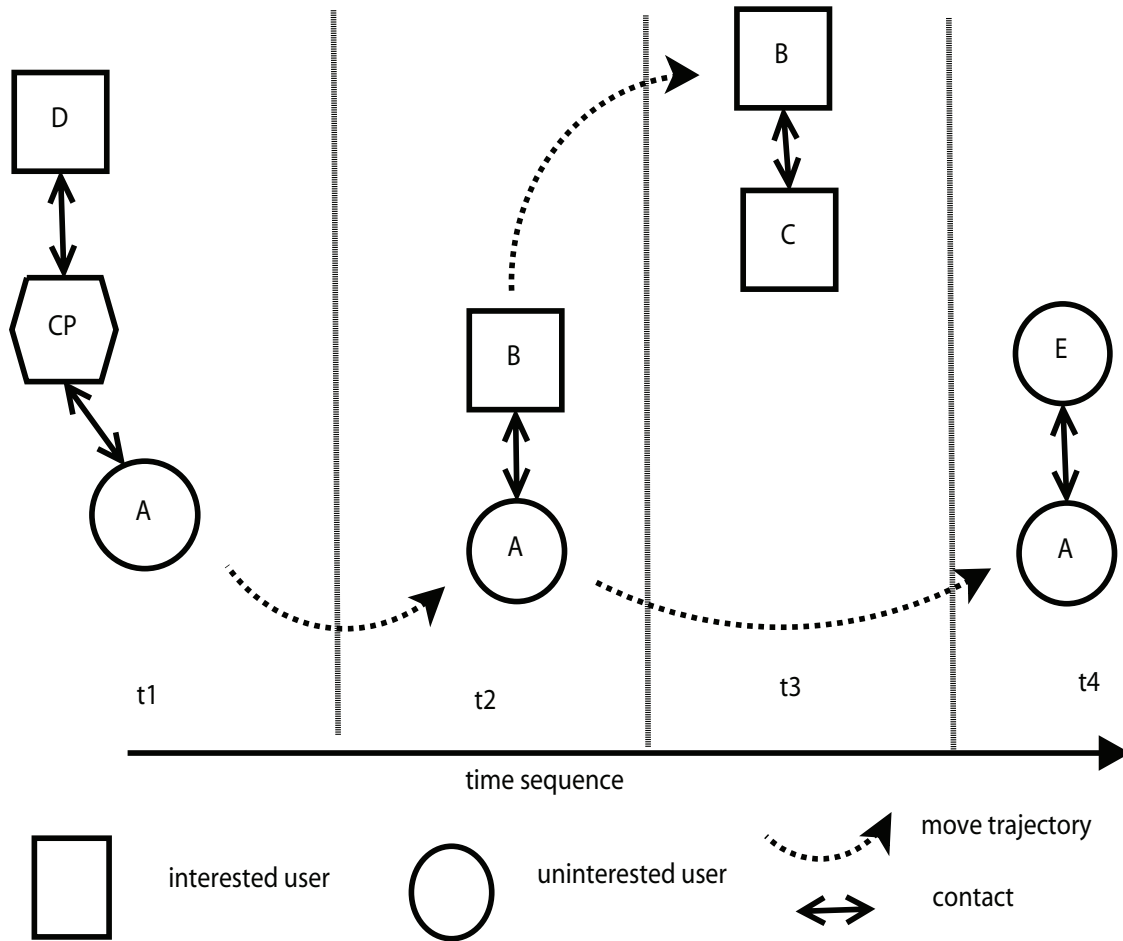 D
CP
A
B
A
B
C
E
A
t1
t2
t3
t4
time sequence
interested user
uninterested user
move trajectory
contact